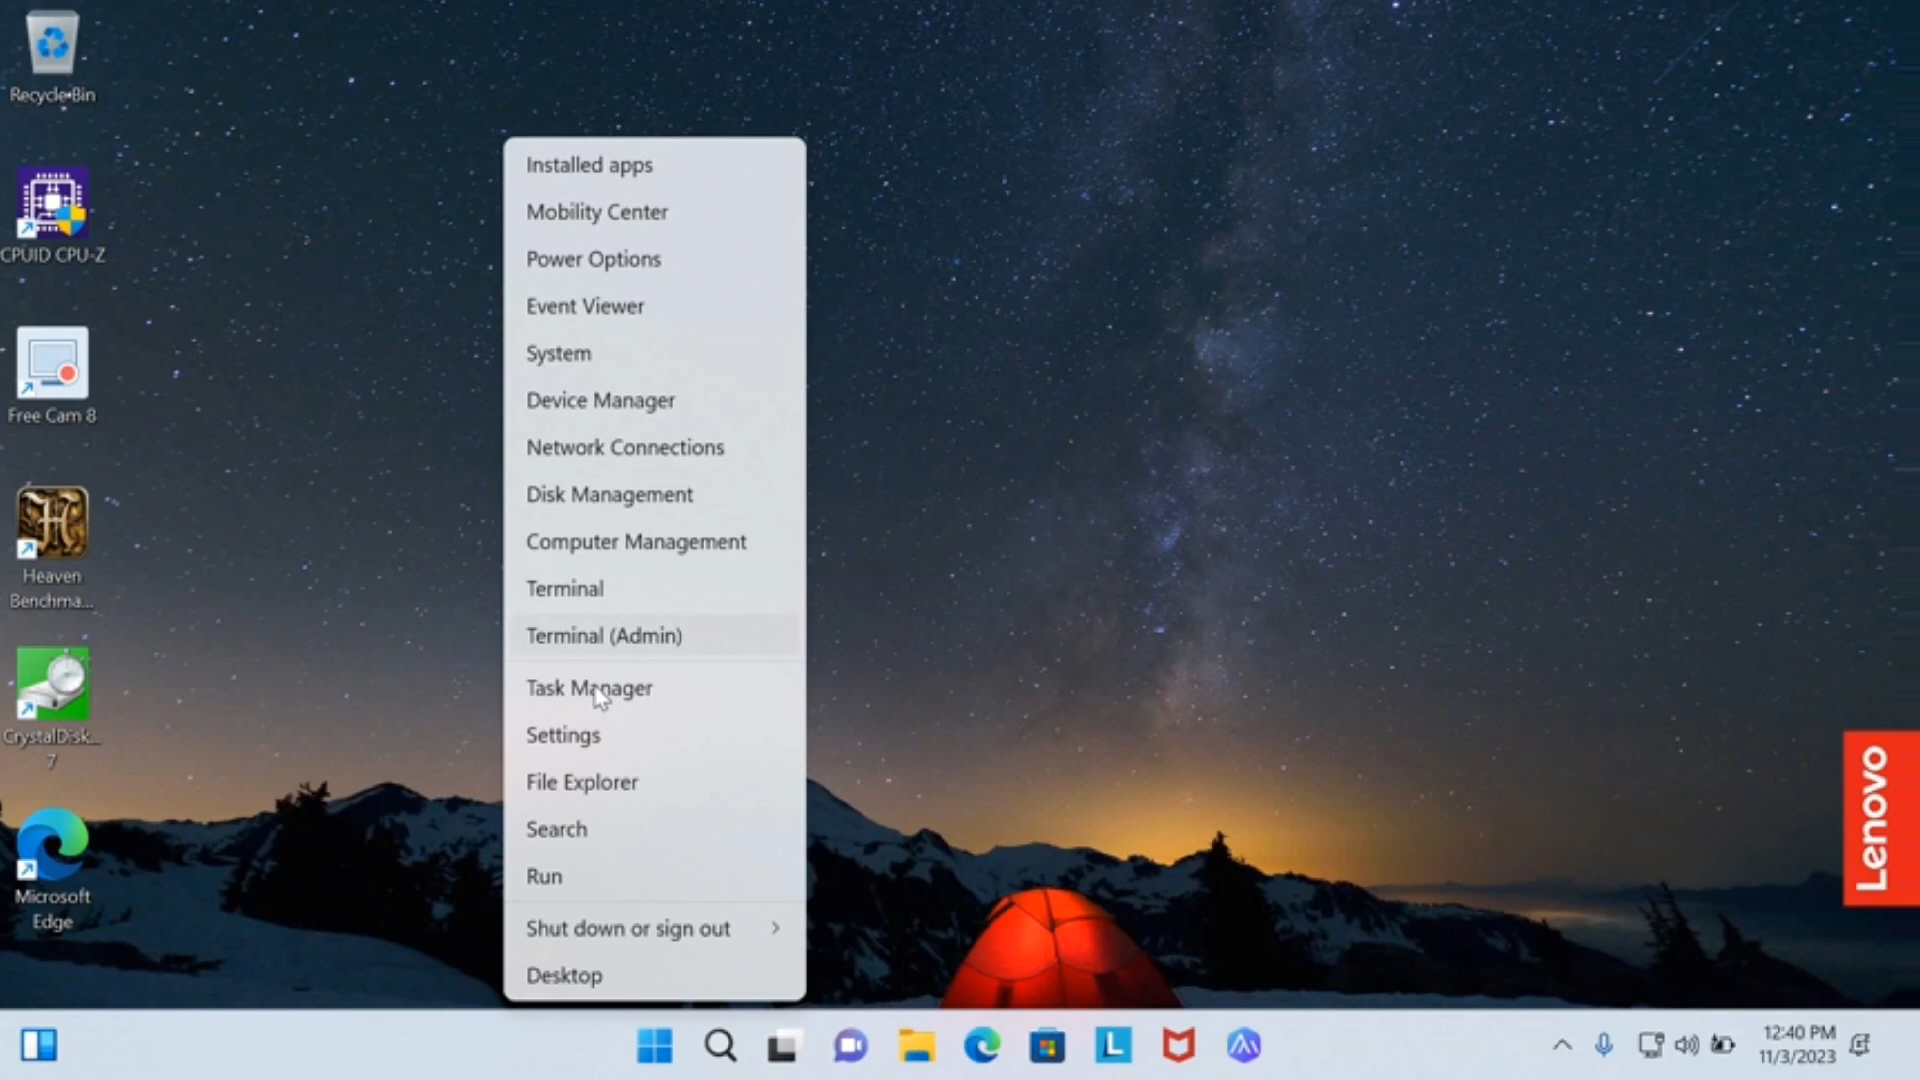 Recycle Bin
CPUID CPU-Z
Free Cam 8
Heaven
Benchma...
CrystalDisk...
7
Microsoft
Edge
Installed apps
Mobility Center
Power Options
Event Viewer
System
Device Manager
Network Connections
Disk Management
Computer Management
Terminal
Terminal (Admin)
Task Manager
Settings
File Explorer
Search
Run
Shut down or sign out
Desktop
Lenovo
12:40 PM
11/3/2023